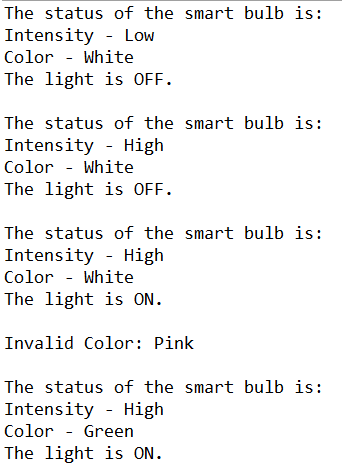 The status of the smart bulb is:
Intensity - Low
Color - White
The light is OFF.

The status of the smart bulb is:
Intensity - High
Color - White
The light is OFF.

The status of the smart bulb is:
Intensity - High
Color - White
The light is ON.

Invalid Color: Pink

The status of the smart bulb is:
Intensity - High
Color - Green
The light is ON.